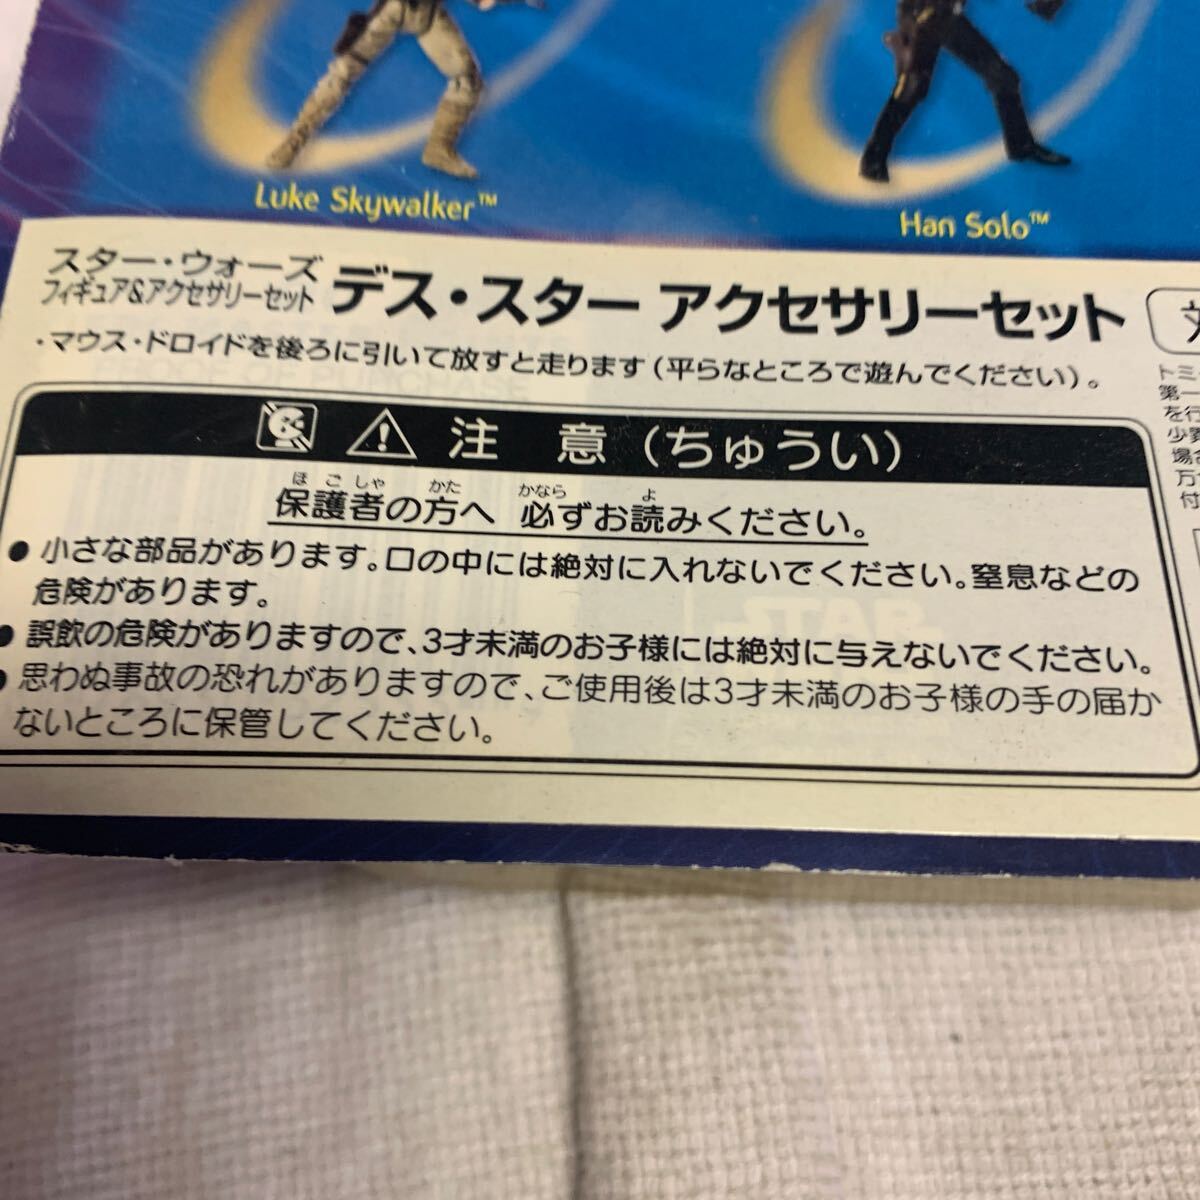 Luke Skywalker™
Han Solo™
スター・ウォーズ
フィギュア&アクセサリーセット
デス・スター アクセサリーセット
・マウス・ドロイドを後ろに引いて放すと走ります(平らなところで遊んでください)。
注 意(ちゅうい)
ほ ご しゃ かた かなら よ
保護者の方へ 必ずお読みください。
● 小さな部品があります。口の中には絶対に入れないでください。窒息などの
危険があります。
● 誤飲の危険がありますので、3才未満のお子様には絶対に与えないでください。
● 思わぬ事故の恐れがありますので、ご使用後は3才未満のお子様の手の届か
ないところに保管してください。
トミ
第一
を行
場合
万
付